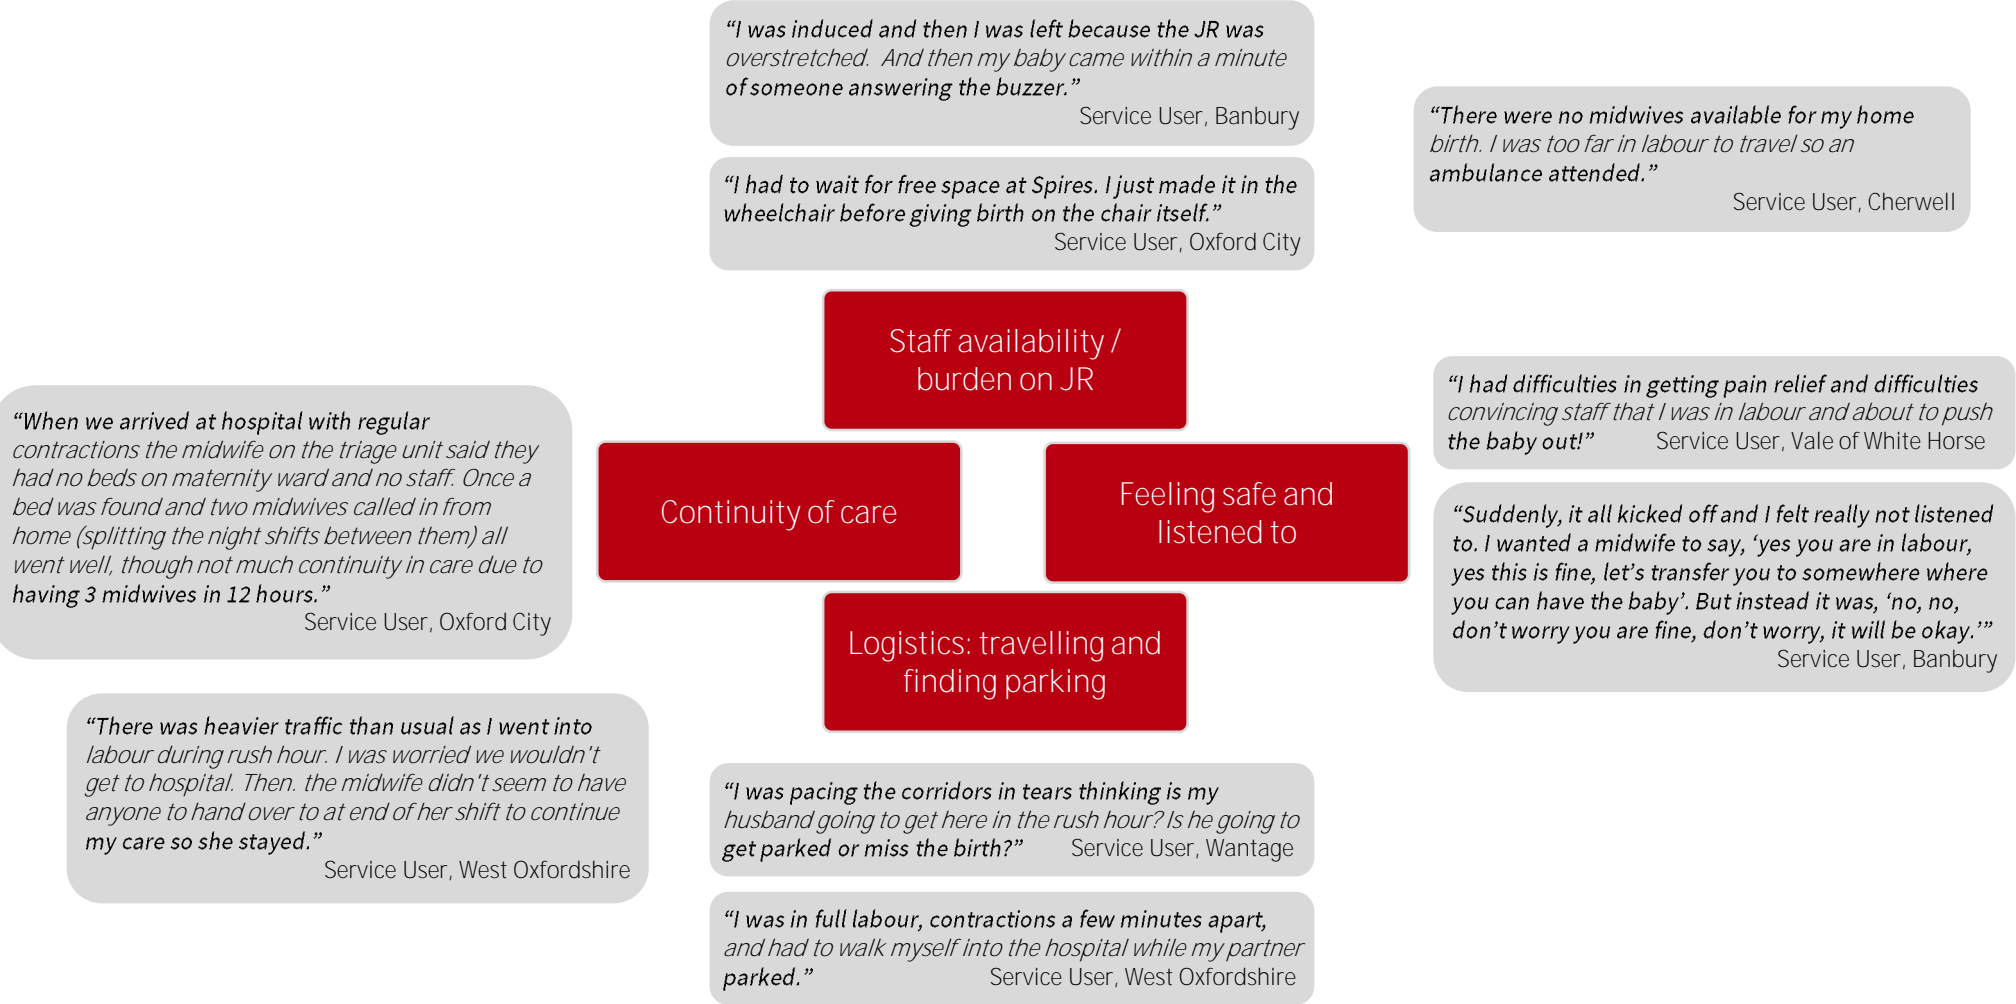 “I was induced and then I was left because the JR was
overstretched.  And then my baby came within a minute
of someone answering the buzzer.”
Service User, Banbury
“I had to wait for free space at Spires. I just made it in the
wheelchair before giving birth on the chair itself.”
Service User, Oxford City
“There were no midwives available for my home
birth. I was too far in labour to travel so an
ambulance attended.”
Service User, Cherwell
Staff availability /
burden on JR
“When we arrived at hospital with regular
contractions the midwife on the triage unit said they
had no beds on maternity ward and no staff. Once a
bed was found and two midwives called in from
home (splitting the night shifts between them) all
went well, though not much continuity in care due to
having 3 midwives in 12 hours.”
Service User, Oxford City
Continuity of care
Feeling safe and
listened to
“I had difficulties in getting pain relief and difficulties
convincing staff that I was in labour and about to push
the baby out!” Service User, Vale of White Horse
“Suddenly, it all kicked off and I felt really not listened
to. I wanted a midwife to say, ‘yes you are in labour,
yes this is fine, let’s transfer you to somewhere where
you can have the baby’. But instead it was, ‘no, no,
don’t worry you are fine, don’t worry, it will be okay.’”
Service User, Banbury
Logistics: travelling and
finding parking
“There was heavier traffic than usual as I went into
labour during rush hour. I was worried we wouldn't
get to hospital. Then. the midwife didn't seem to have
anyone to hand over to at end of her shift to continue
my care so she stayed.”
Service User, West Oxfordshire
“I was pacing the corridors in tears thinking is my
husband going to get here in the rush hour? Is he going to
get parked or miss the birth?” Service User, Wantage
“I was in full labour, contractions a few minutes apart,
and had to walk myself into the hospital while my partner
parked.” Service User, West Oxfordshire